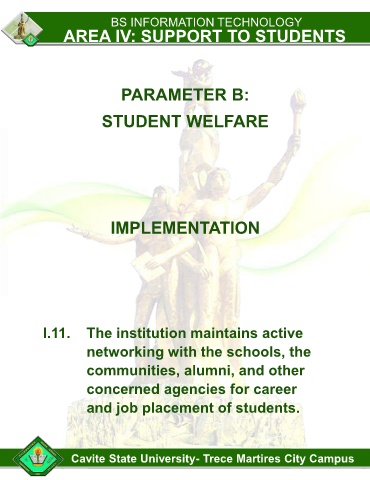 BS INFORMATION TECHNOLOGY
AREA IV: SUPPORT TO STUDENTS
PARAMETER B:
STUDENT WELFARE
IMPLEMENTATION
I.11. The institution maintains active
networking with the schools, the
communities, alumni, and other
concerned agencies for career
and job placement of students.
Cavite State University- Trece Martires City Campus